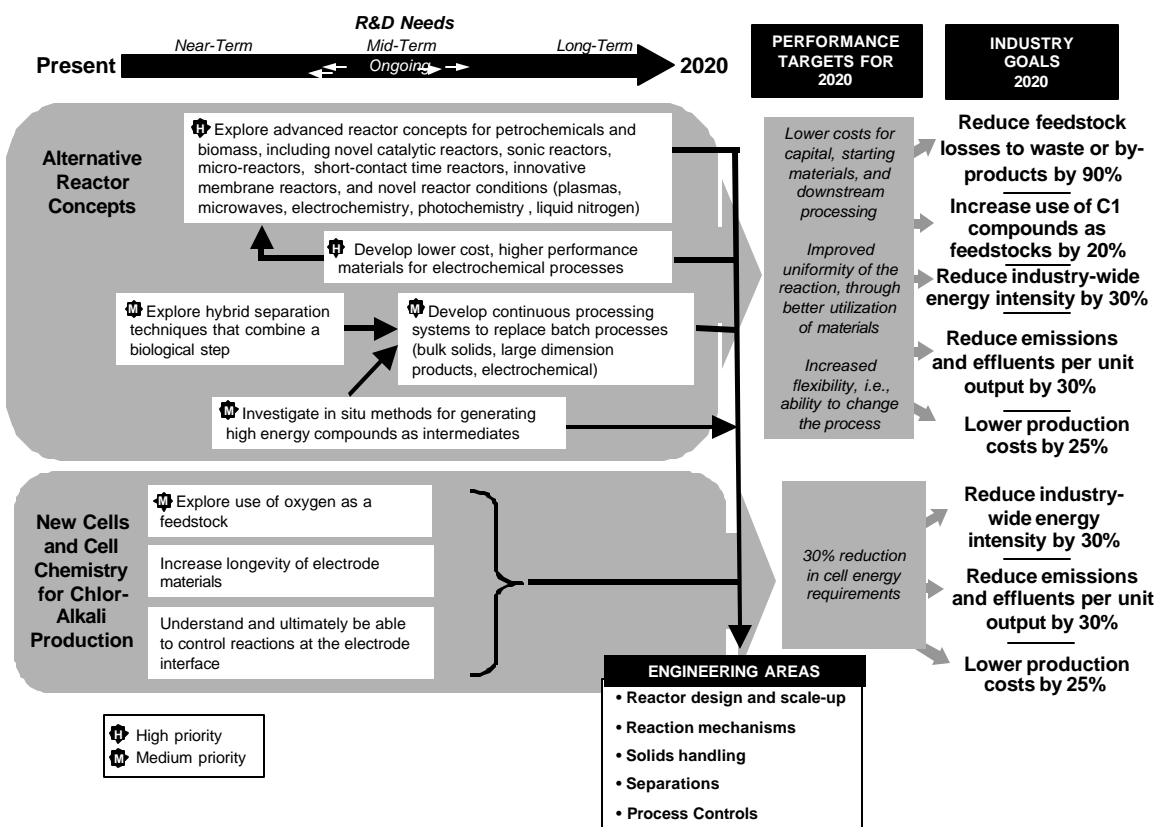 R&D Needs
Near-Term Mid-Term Long-Term
Present Ongoing 2020
PERFORMANCE
TARGETS FOR
2020
INDUSTRY
GOALS
2020
Alternative
Reactor
Concepts
H Explore advanced reactor concepts for petrochemicals and
biomass, including novel catalytic reactors, sonic reactors,
micro-reactors, short-contact time reactors, innovative
membrane reactors, and novel reactor conditions (plasmas,
microwaves, electrochemistry, photochemistry , liquid nitrogen)
H Develop lower cost, higher performance
materials for electrochemical processes
M Explore hybrid separation
techniques that combine a
biological step
M Develop continuous processing
systems to replace batch processes
(bulk solids, large dimension
products, electrochemical)
M Investigate in situ methods for generating
high energy compounds as intermediates
Lower costs for
capital, starting
materials, and
downstream
processing
Improved
uniformity of the
reaction, through
better utilization
of materials
Increased
flexibility, i.e.,
ability to change
the process
Reduce feedstock
losses to waste or by-
products by 90%
Increase use of C1
compounds as
feedstocks by 20%
Reduce industry-wide
energy intensity by 30%
Reduce emissions
and effluents per unit
output by 30%
Lower production
costs by 25%
New Cells
and Cell
Chemistry
for Chlor-
Alkali
Production
M Explore use of oxygen as a
feedstock
Increase longevity of electrode
materials
Understand and ultimately be able
to control reactions at the electrode
interface
30% reduction
in cell energy
requirements
Reduce industry-
wide energy
intensity by 30%
Reduce emissions
and effluents per unit
output by 30%
Lower production
costs by 25%
ENGINEERING AREAS
• Reactor design and scale-up
• Reaction mechanisms
• Solids handling
• Separations
• Process Controls
H High priority
M Medium priority